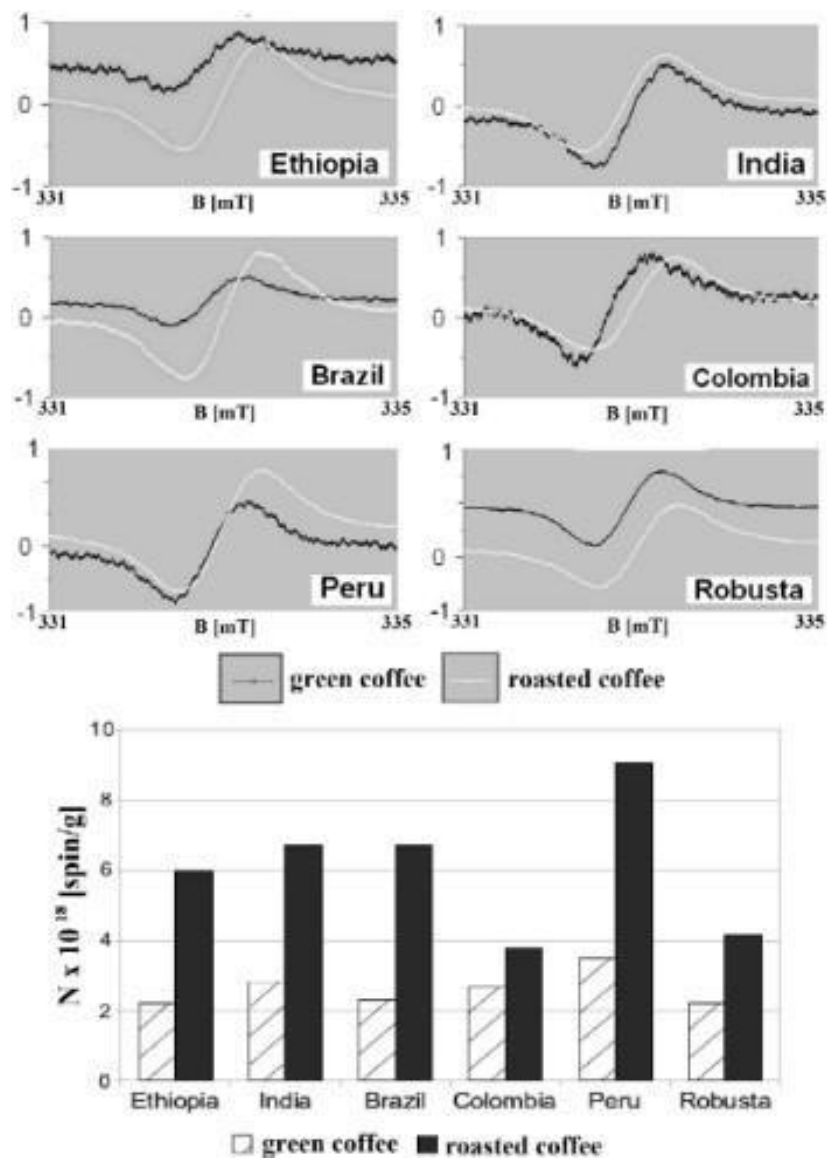 1 1
0 0
Ethiopia India
-1 -1
331 B [mT] 335 331 B [mT] 335
1 1
0 0
Brazil Colombia
-1 -1
331 B [mT] 335 331 B [mT] 335
1 1
0 0
Peru Robusta
-1 -1
331 B [mT] 335 331 B [mT] 335
green coffee roasted coffee
N x 10 18 [spin/g]
10
8
6
4
2
0
Ethiopia India Brazil Colombia Peru Robusta
green coffee roasted coffee